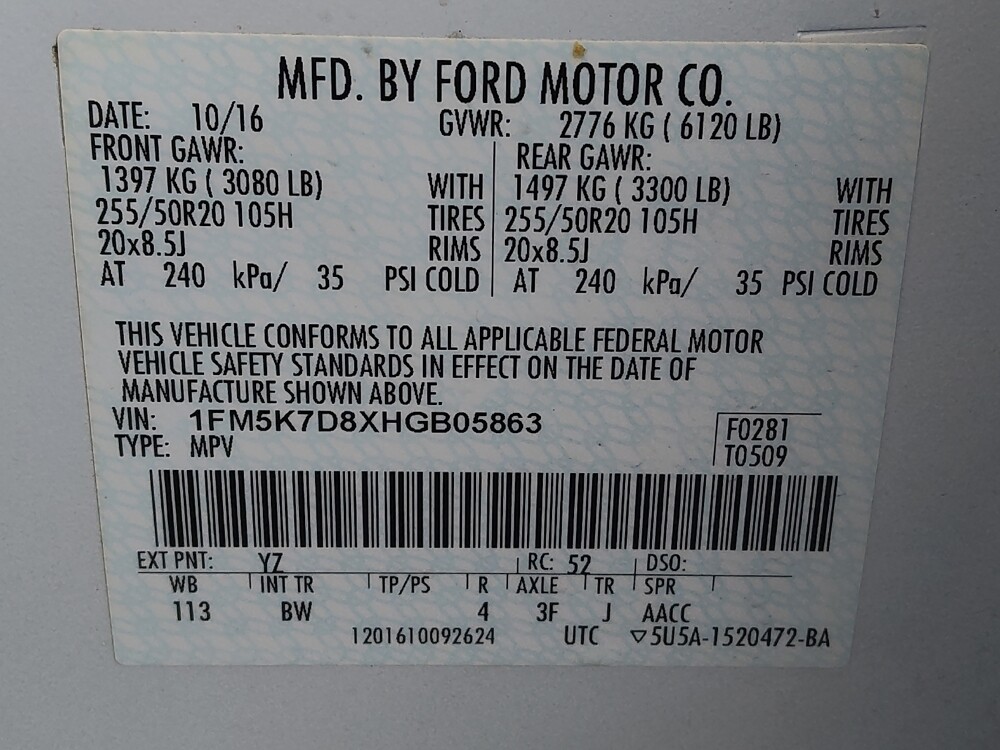 MFD. BY FORD MOTOR CO.
DATE: 10/16 GVWR: 2776 KG ( 6120 LB)
FRONT GAWR: REAR GAWR:
1397 KG ( 3080 LB) WITH 1497 KG ( 3300 LB) WITH
255/50R20 105H TIRES 255/50R20 105H TIRES
20x8.5J RIMS 20x8.5J RIMS
AT 240 kPa/ 35 PSI COLD AT 240 kPa/ 35 PSI COLD
THIS VEHICLE CONFORMS TO ALL APPLICABLE FEDERAL MOTOR
VEHICLE SAFETY STANDARDS IN EFFECT ON THE DATE OF
MANUFACTURE SHOWN ABOVE.
VIN: 1FM5K7D8XHGB05863 F0281
TYPE: MPV T0509
EXT PNT: YZ RC: 52 DSO:
WB INT TR TP/PS R AXLE TR SPR
113 BW 4 3F J AACC
1201610092624 UTC ▽5U5A-1520472-BA